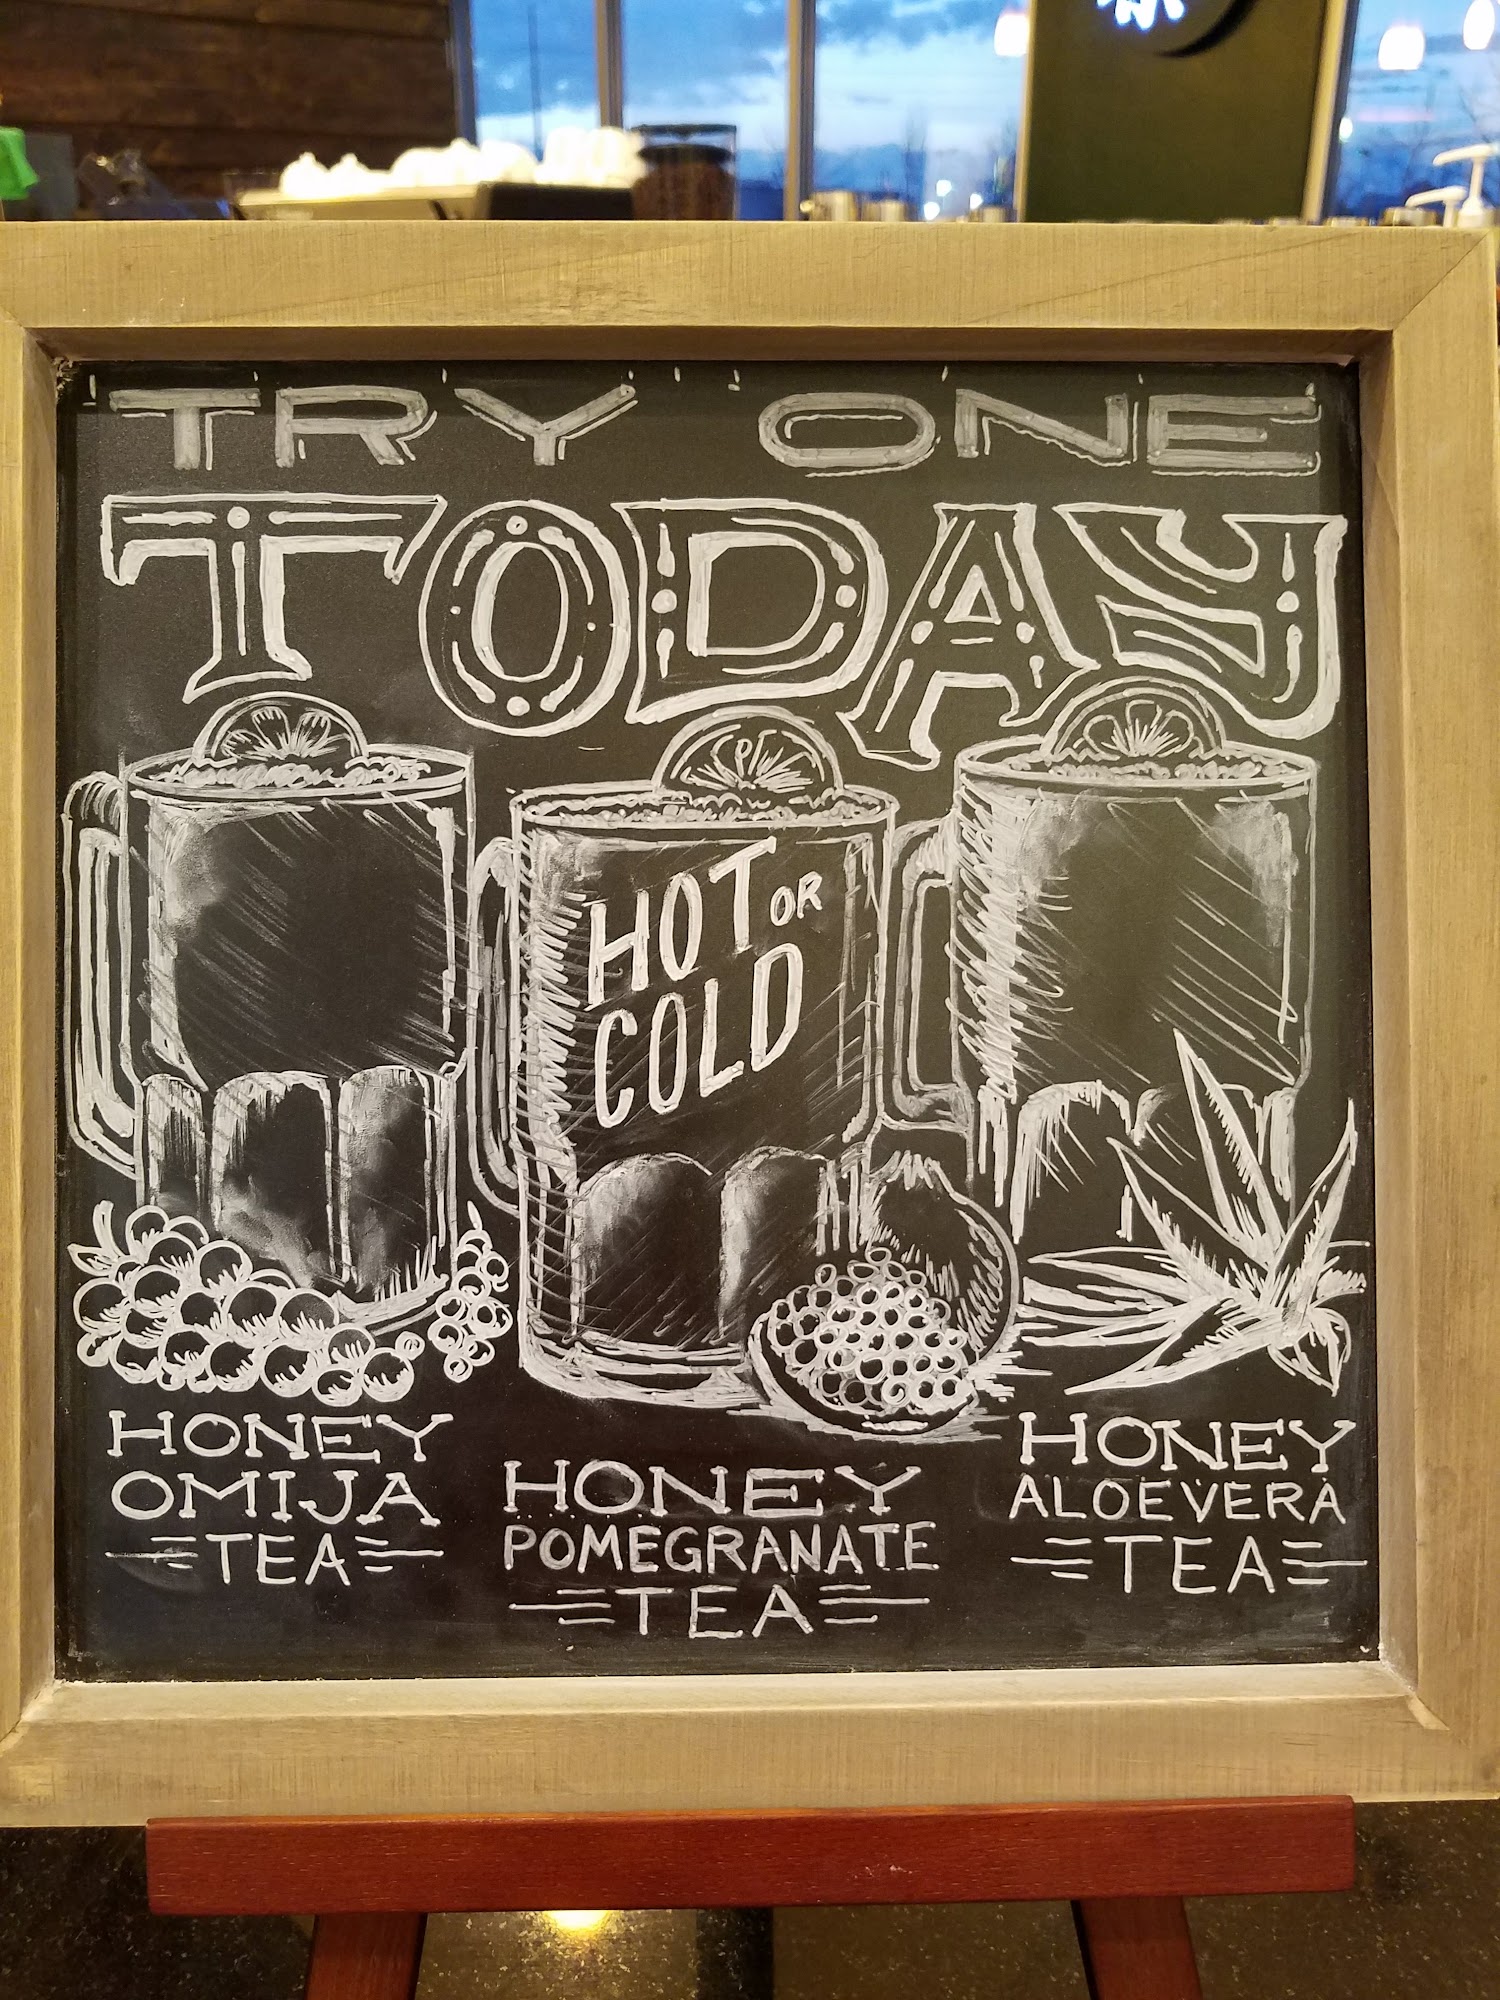 TRY ONE
TODAY
HOT OR
COLD
HONEY
OMIJA
TEA
HONEY
POMEGRANATE
TEA
HONEY
ALOEVERA
TEA